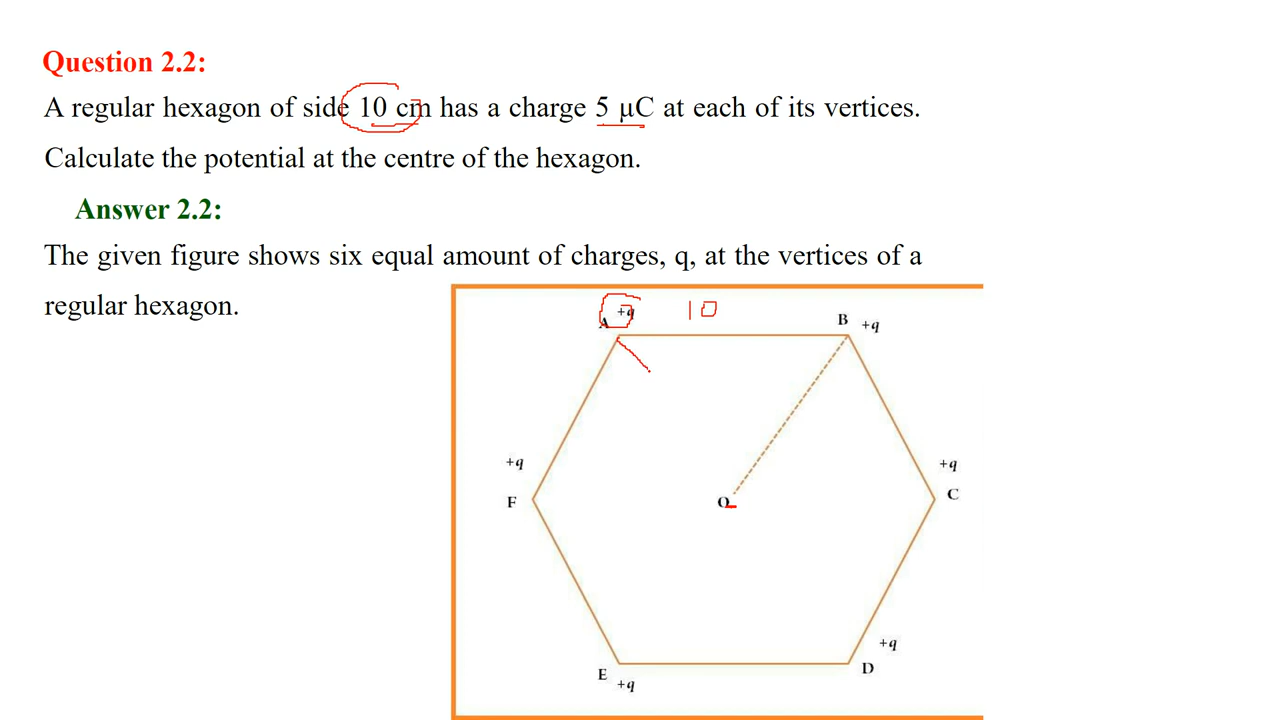 Question 2.2:
A regular hexagon of side 10 cm has a charge 5 µC at each of its vertices.
Calculate the potential at the centre of the hexagon.
Answer 2.2:
The given figure shows six equal amount of charges, q, at the vertices of a
regular hexagon.
A +q 10 B +q
+q +q
F O C
+q
E D
+q